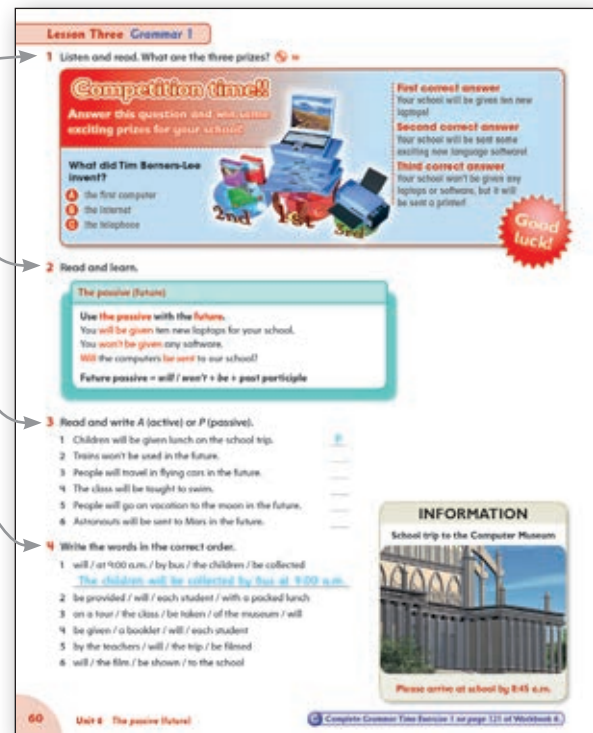 Lesson Three Grammar 1
1 Listen and read. What are the three prizes?
Competition time!!
Answer this question and win some
exciting prizes for your school!
What did Tim Berners-Lee
invent?
A the first computer
B the internet
C the telephone
2nd 1st 3rd
First correct answer
Your school will be given ten new
laptops!
Second correct answer
Your school will be sent some
exciting new language software!
Third correct answer
Your school won't be given any
laptops or software, but it will
be sent a printer!
Good
luck!
2 Read and learn.
The passive (future)
Use the passive with the future.
You will be given ten new laptops for your school.
You won't be given any software.
Will the computers be sent to our school?
Future passive = will / won't + be + past participle
3 Read and write A (active) or P (passive).
1 Children will be given lunch on the school trip. P
2 Trains won't be used in the future.
3 People will travel in flying cars in the future.
4 The class will be taught to swim.
5 People will go on vacation to the moon in the future.
6 Astronauts will be sent to Mars in the future.
4 Write the words in the correct order.
1 will / at 9:00 a.m. / by bus / the children / be collected
The children will be collected by bus at 9:00 a.m.
2 be provided / will / each student / with a packed lunch
3 on a tour / the class / be taken / of the museum / will
4 be given / a booklet / will / each student
5 by the teachers / will / the trip / be filmed
6 will / the film / be shown / to the school
INFORMATION
School trip to the Computer Museum
Please arrive at school by 8:45 a.m.
60 Unit 6 The passive (future)
Complete Grammar Time Exercise 1 on page 121 of Workbook 6.